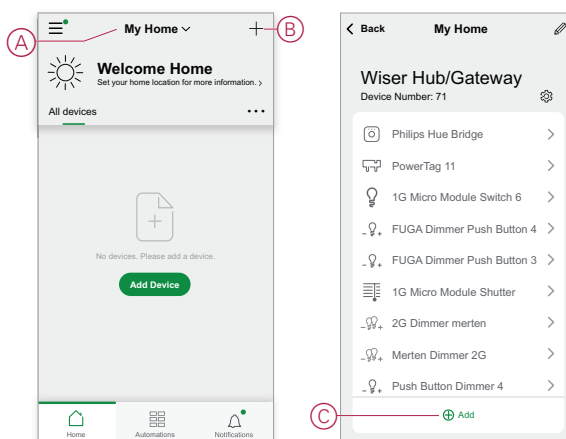 My Home
Welcome Home
Set your home location for more information. >
All devices
No devices. Please add a device.
Add Device
Home
Automations
Notifications
A
B
Back
My Home
Wiser Hub/Gateway
Device Number: 71
Philips Hue Bridge
PowerTag 11
1G Micro Module Switch 6
FUGA Dimmer Push Button 4
FUGA Dimmer Push Button 3
1G Micro Module Shutter
2G Dimmer merten
Merten Dimmer 2G
Push Button Dimmer 4
Add
C